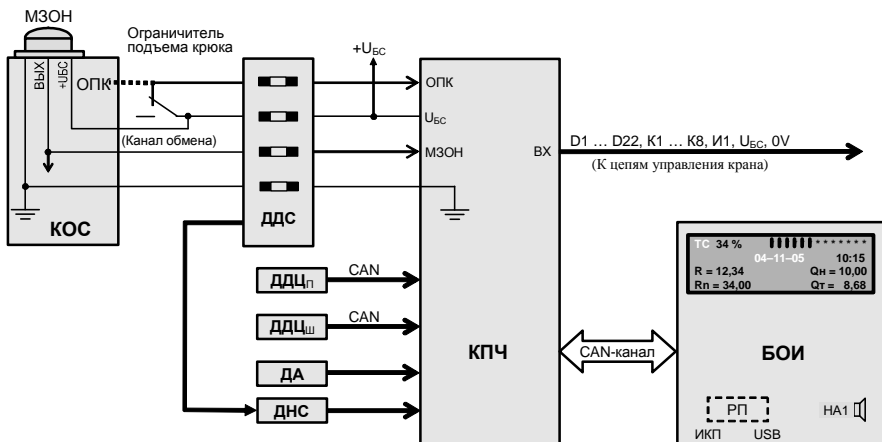 МЗОН
Ограничитель
подъема крюка
ВЫХ
+UБС
ОПК
(Канал обмена)
КОС
ДДС
+UБС
ОПК
UБС
МЗОН
ВХ
КПЧ
D1 … D22, К1 … К8, И1, UБС, 0V
(К цепям управления крана)
ДДЦП
CAN
ДДЦШ
CAN
ДА
ДНС
CAN-канал
ТС 34 % * * * * * * *
04–11–05 10:15
R = 12,34 Qн = 10,00
Rп = 34,00 Qт = 8,68
БОИ
РП
НА1
ИКП USB